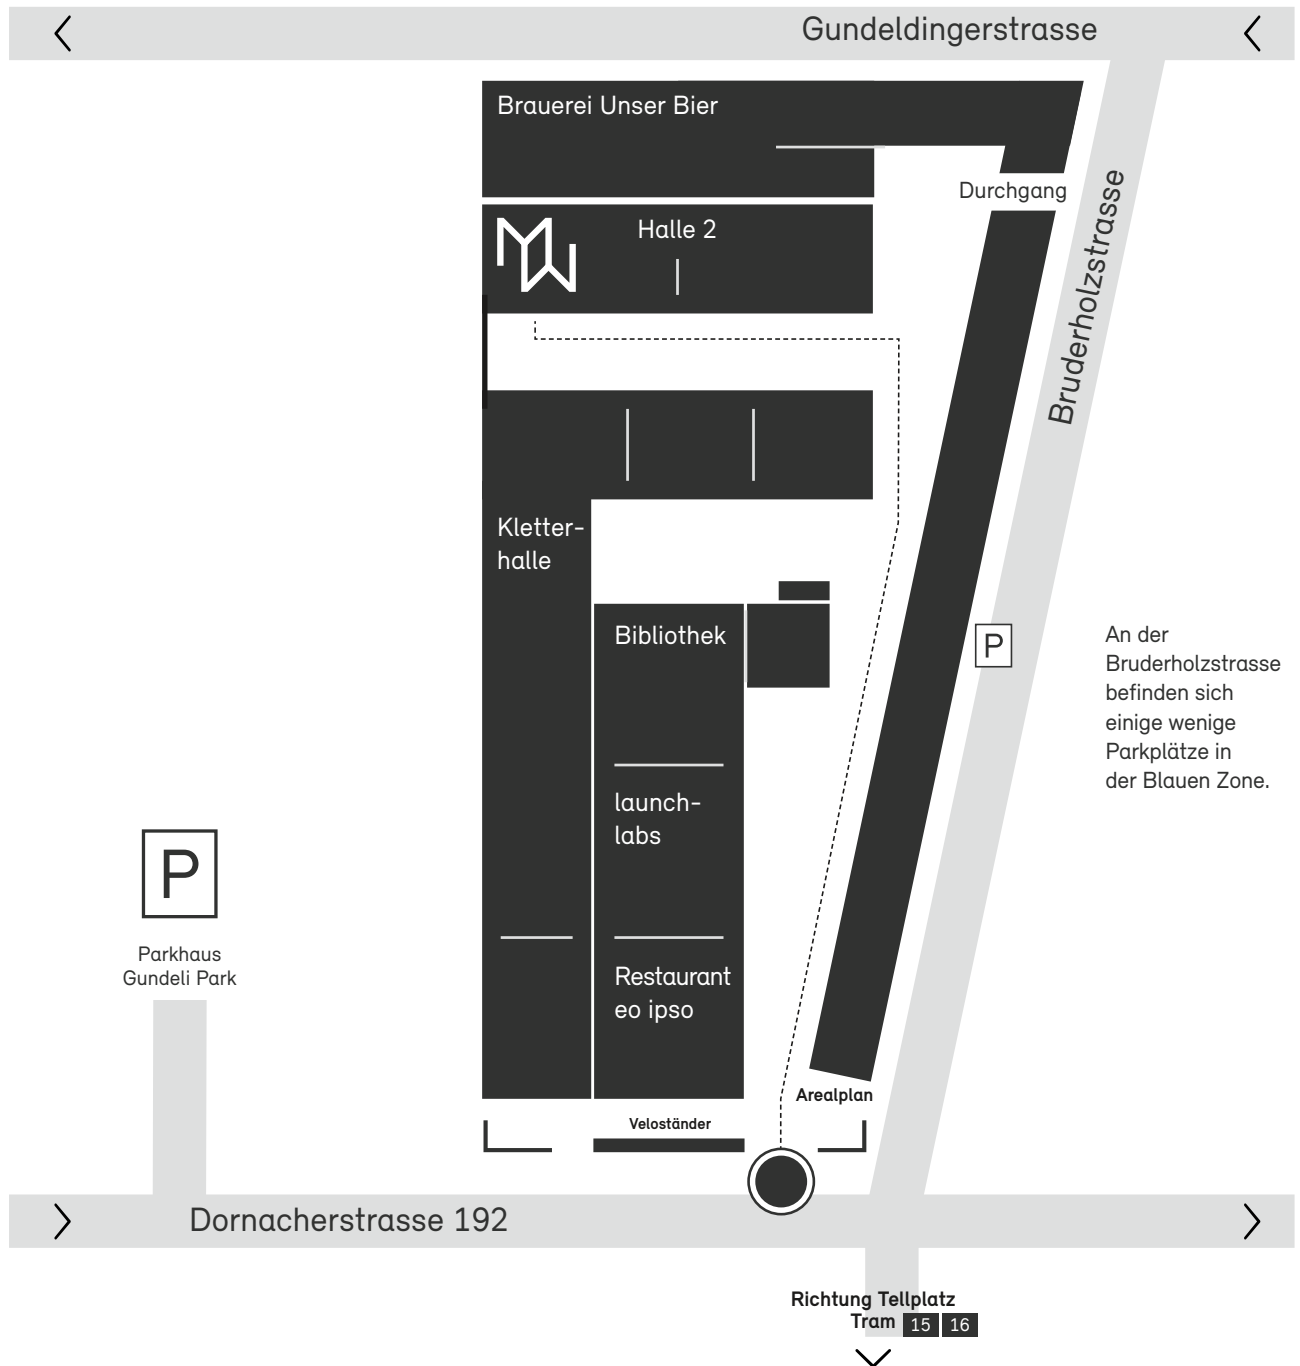 Gundeldingerstrasse
Brauerei Unser Bier
Durchgang
Bruderholzstrasse
Halle 2
Kletter-
halle
Bibliothek
P
An der
Bruderholzstrasse
befinden sich
einige wenige
Parkplätze in
der Blauen Zone.
launch-
labs
P
Parkhaus
Gundeli Park
Restaurant
eo ipso
Arealplan
Veloständer
Dornacherstrasse 192
Richtung Tellplatz
Tram 15 16